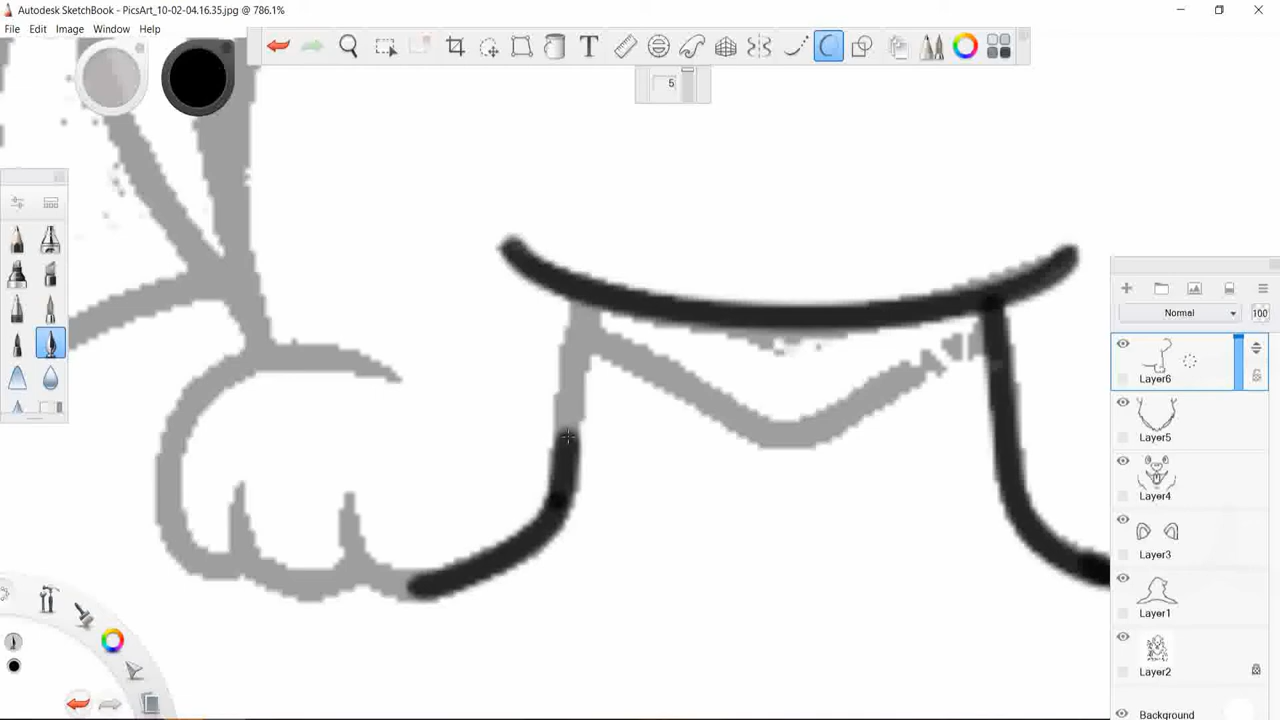 Autodesk SketchBook - PicsArt_10-02-04.16.35.jpg @ 786.1%
File Edit Image Window Help
T
5
Normal 100
Layer6
Layer5
Layer4
Layer3
Layer1
Layer2
Background